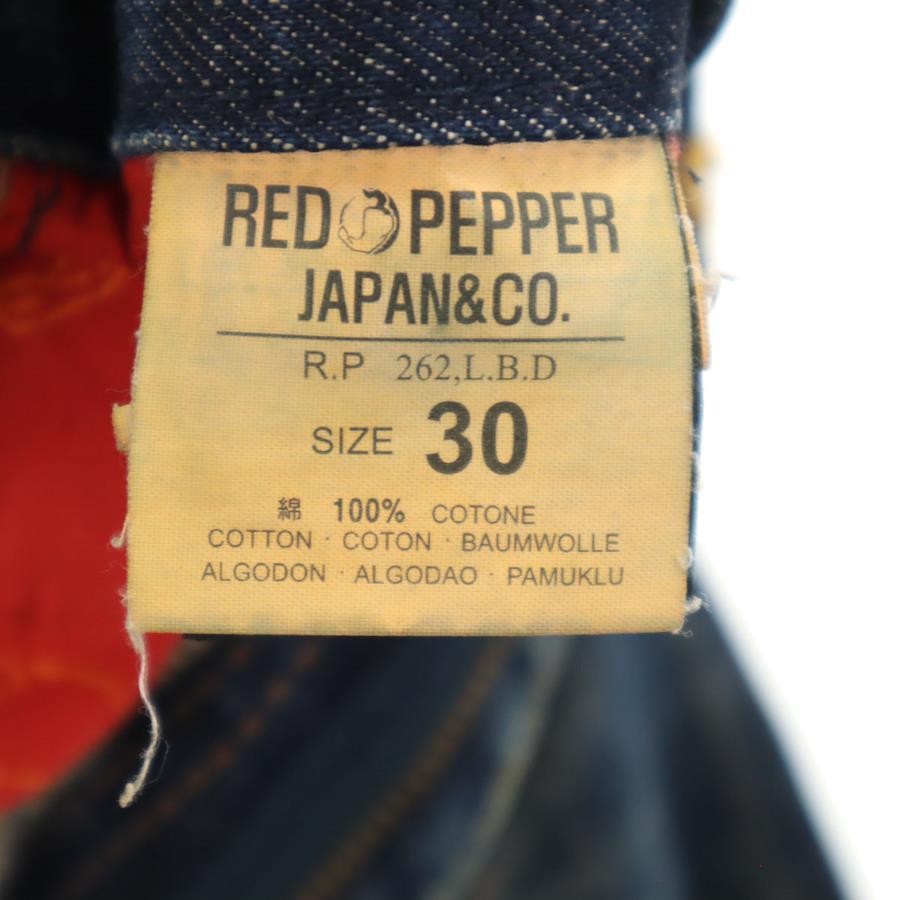 RED PEPPER
JAPAN&CO.
R.P 262,L.B.D
SIZE 30
綿 100% COTONE
COTTON · COTON · BAUMWOLLE
ALGODON · ALGODAO · PAMUKLU